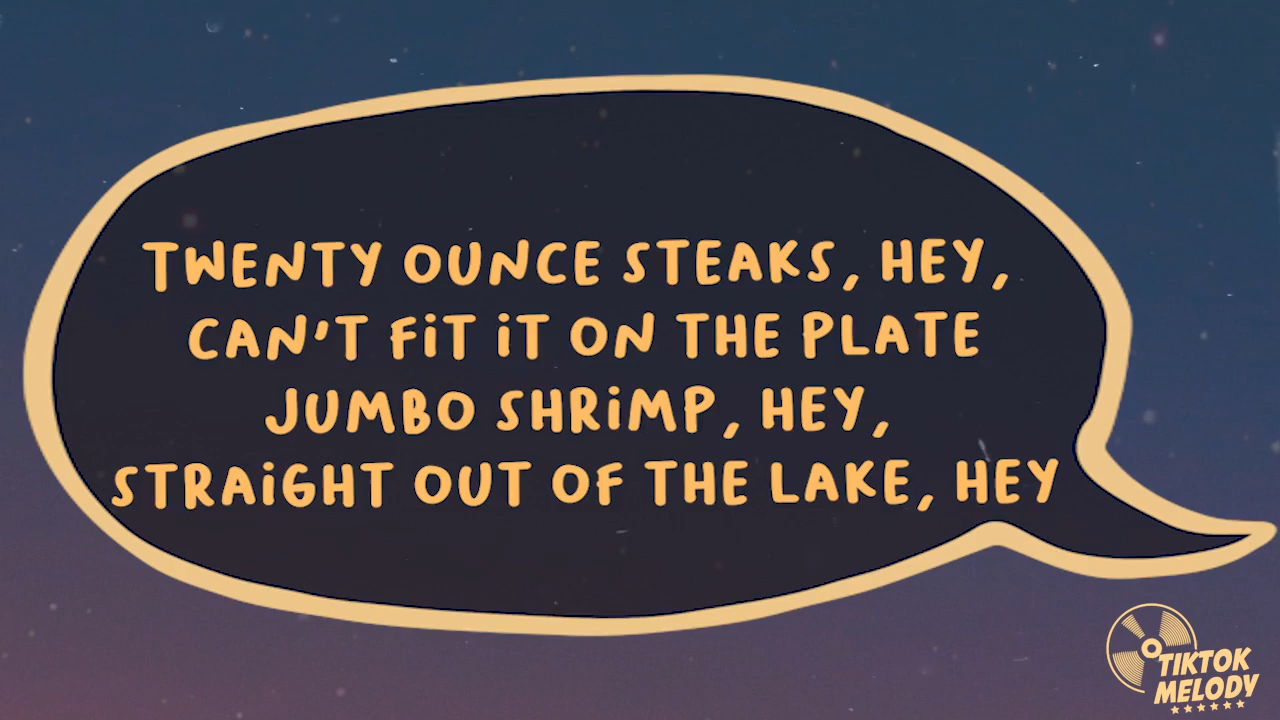 TWENTY OUNCE STEAKS, HEY,
CAN'T FiT iT ON THE PLATE
JUMBO SHRiMP, HEY,
STRAiGHT OUT OF THE LAKE, HEY
TIKTOK
MELODY